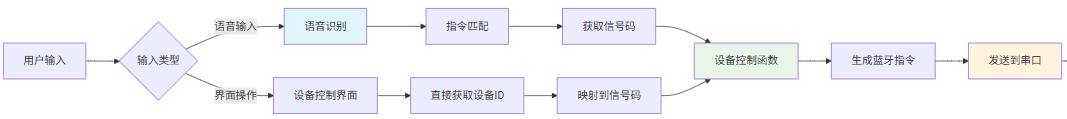 用户输入
输入类型
语音输入
语音识别
指令匹配
获取信号码
界面操作
设备控制界面
直接获取设备ID
映射到信号码
设备控制函数
生成蓝牙指令
发送到串口